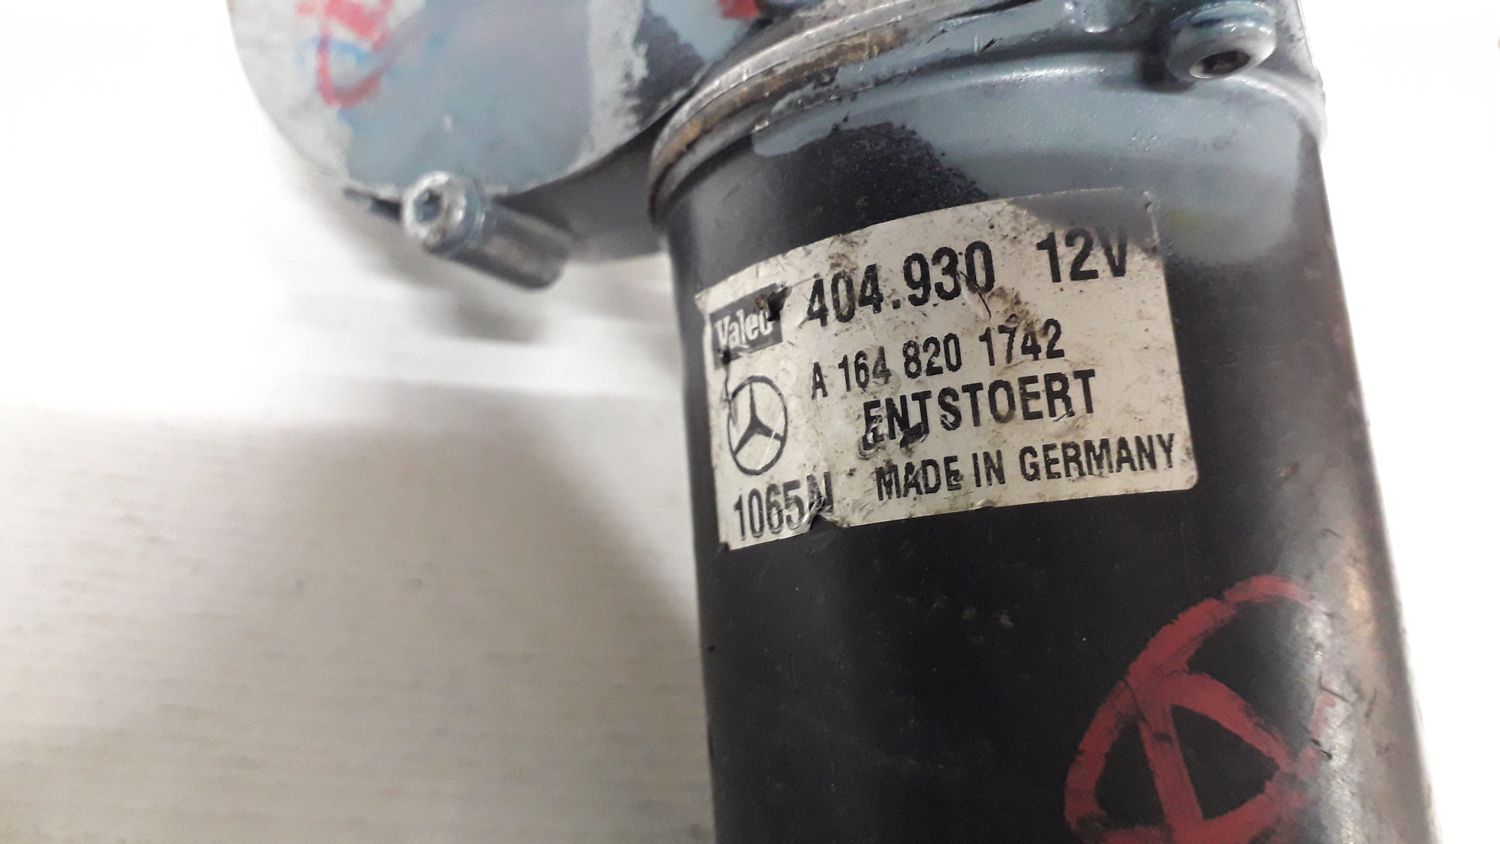 Valeo 404.930 12V
A 164 820 1742
ENTSTOERT
1065N MADE IN GERMANY